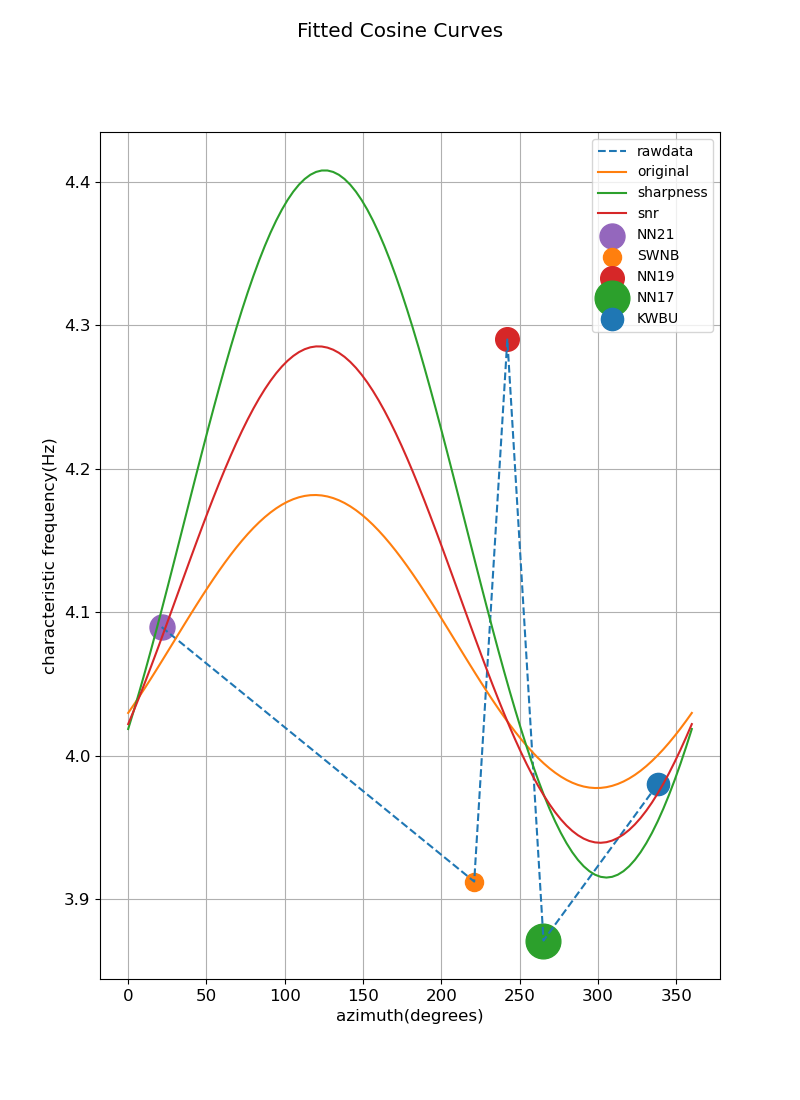 Fitted Cosine Curves
rawdata
original
sharpness
snr
NN21
SWNB
NN19
NN17
KWBU
4.4
4.3
4.2
4.1
4.0
3.9
characteristic frequency(Hz)
0 50 100 150 200 250 300 350
azimuth(degrees)